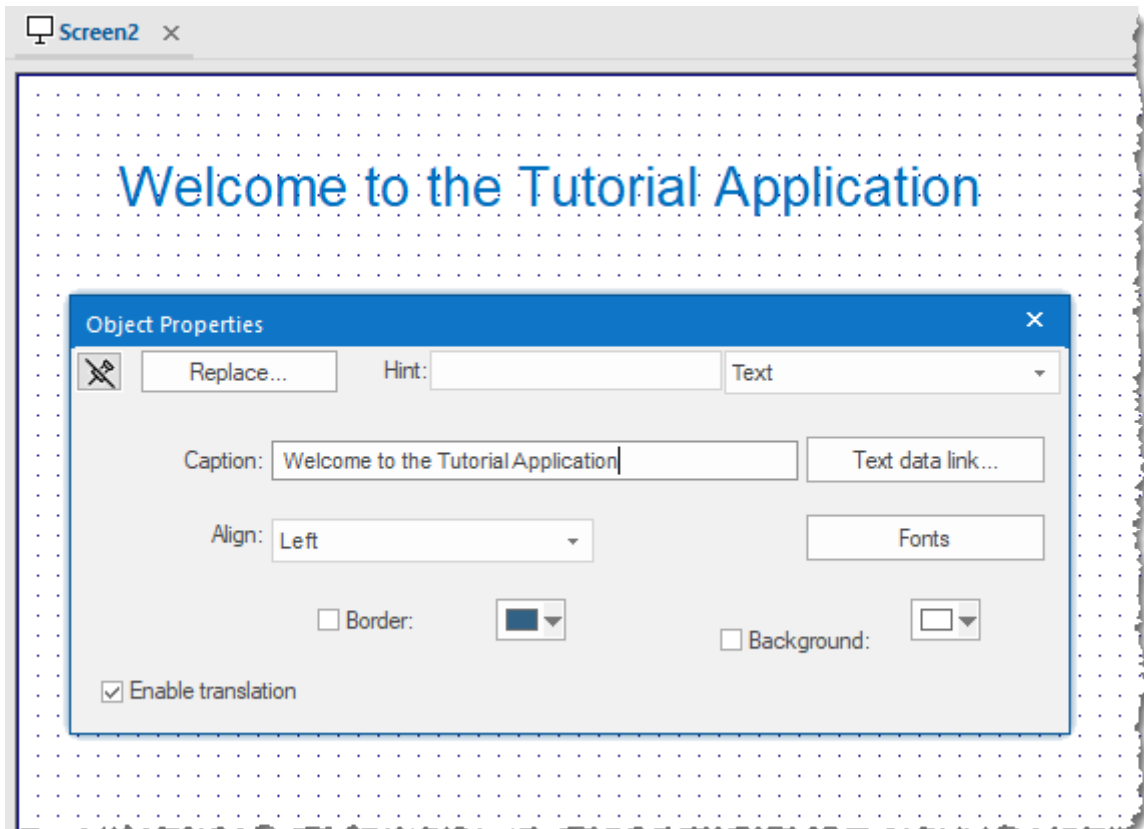 Screen2
Welcome to the Tutorial Application
Object Properties
Replace... Hint: Text
Caption: Welcome to the Tutorial Application Text data link...
Align: Left Fonts
Border: Background:
Enable translation